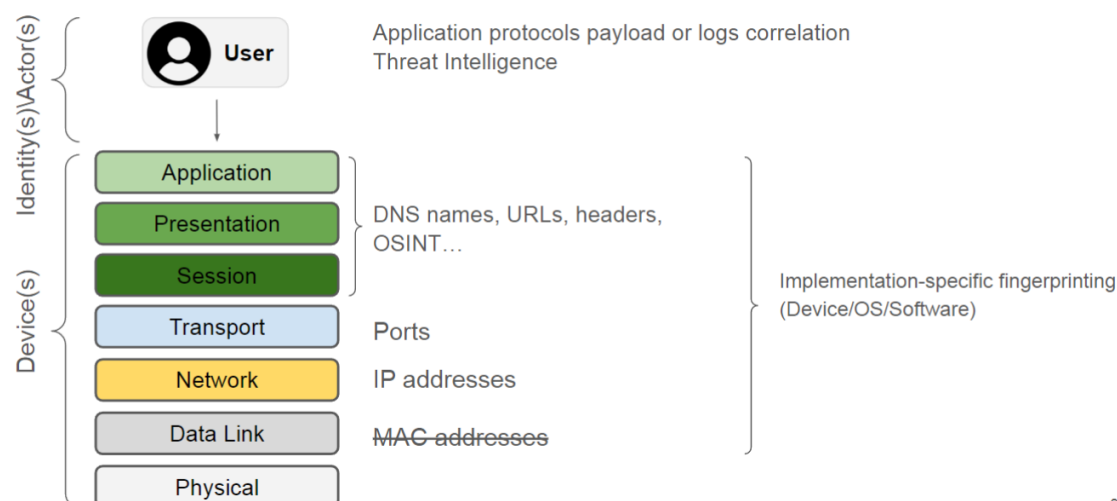 Identity(s)\Actor(s)
User
Application protocols payload or logs correlation
Threat Intelligence
Device(s)
Application
Presentation
Session
DNS names, URLs, headers,
OSINT…
Transport
Ports
Network
IP addresses
Data Link
MAC addresses
Physical
Implementation-specific fingerprinting
(Device/OS/Software)